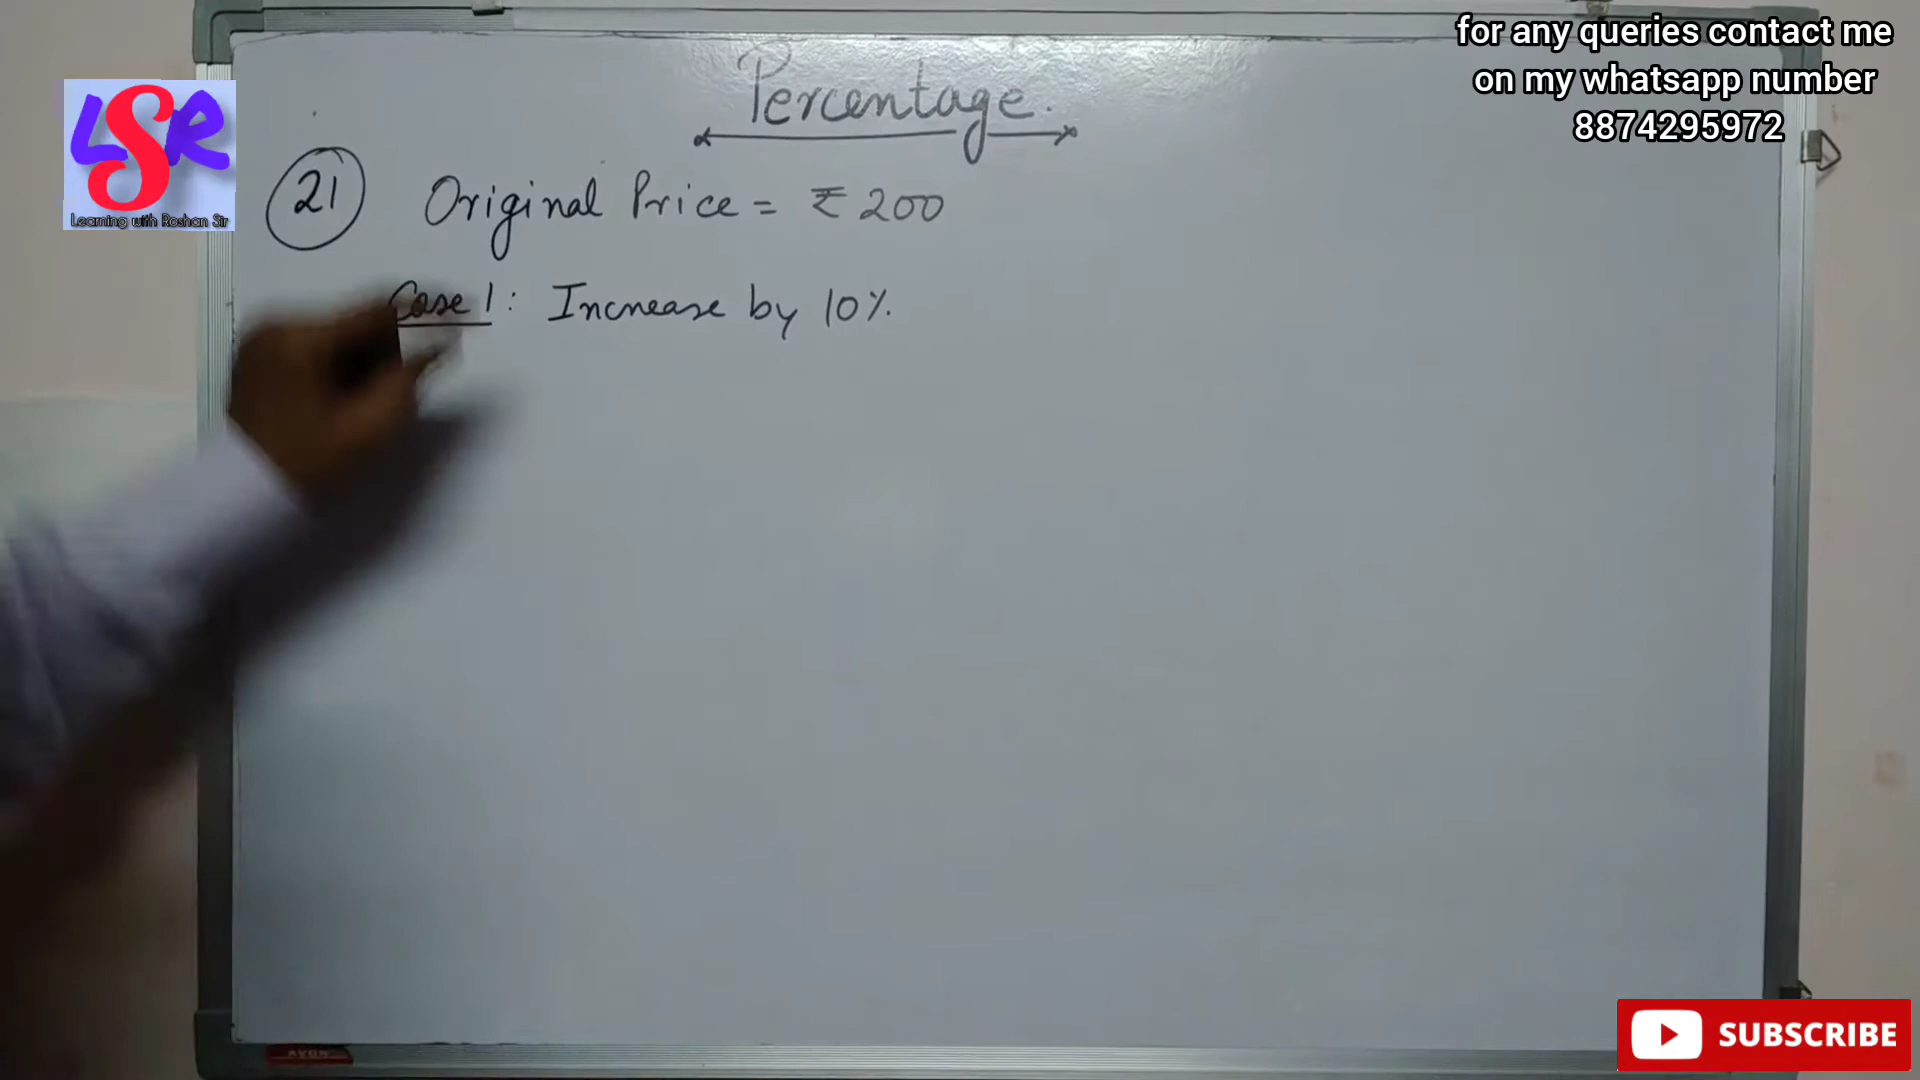 for any queries contact me
on my whatsapp number
8874295972
LSR
Learning with Roshan Sir
Percentage.
21 Original Price = ₹ 200
Case 1 : Increase by 10%.
AVON
SUBSCRIBE